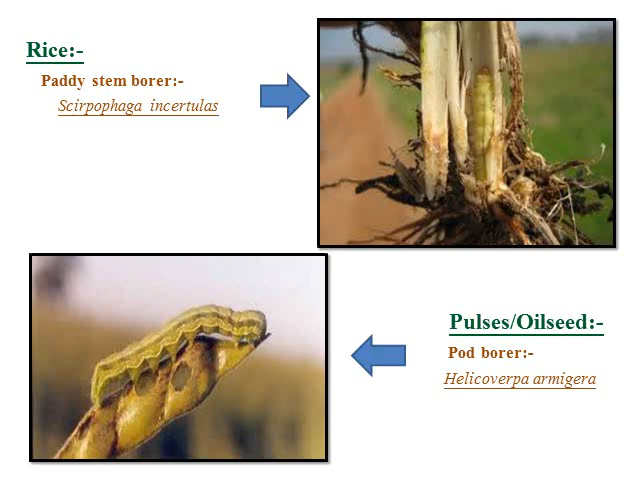 Rice:-
Paddy stem borer:-
Scirpophaga incertulas
Pulses/Oilseed:-
Pod borer:-
Helicoverpa armigera